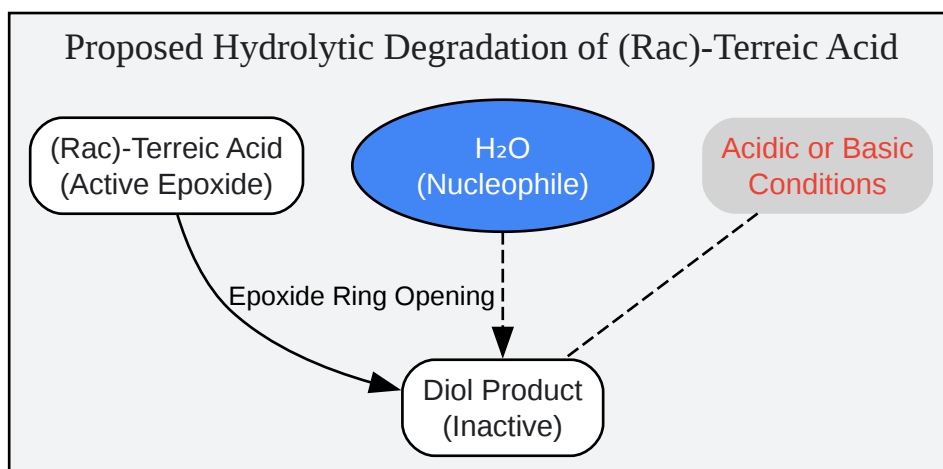 Proposed Hydrolytic Degradation of (Rac)-Terreic Acid
(Rac)-Terreic Acid
(Active Epoxide)
H₂O
(Nucleophile)
Acidic or Basic
Conditions
Epoxide Ring Opening
Diol Product
(Inactive)